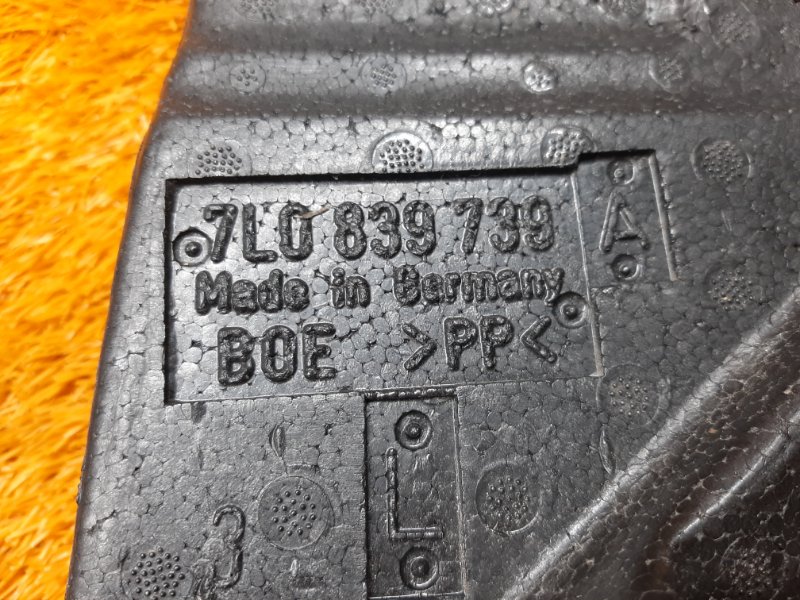 7L0 839 739 A
Made in Germany
BOE >PP<
L
3